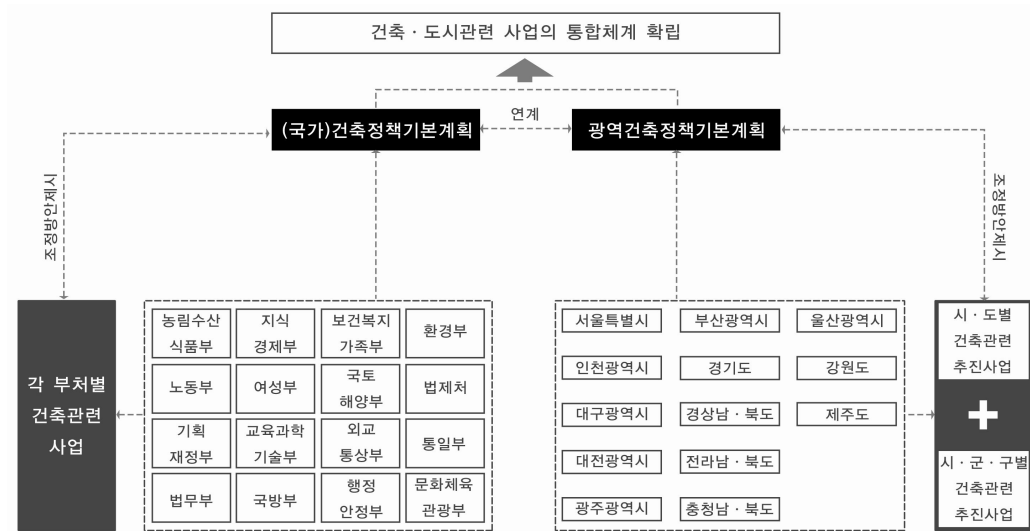 건축 · 도시관련 사업의 통합체계 확립
(국가)건축정책기본계획
연계
광역건축정책기본계획
조정방안제시
조정방안제시
각 부처별
건축관련
사업
농림수산
식품부
지식
경제부
보건복지
가족부
환경부
노동부
여성부
국토
해양부
법제처
기획
재정부
교육과학
기술부
외교
통상부
통일부
법무부
국방부
행정
안정부
문화체육
관광부
서울특별시
부산광역시
울산광역시
인천광역시
경기도
강원도
대구광역시
경상남 · 북도
제주도
대전광역시
전라남 · 북도
광주광역시
충청남 · 북도
시 · 도별
건축관련
추진사업
+
시 · 군 · 구별
건축관련
추진사업